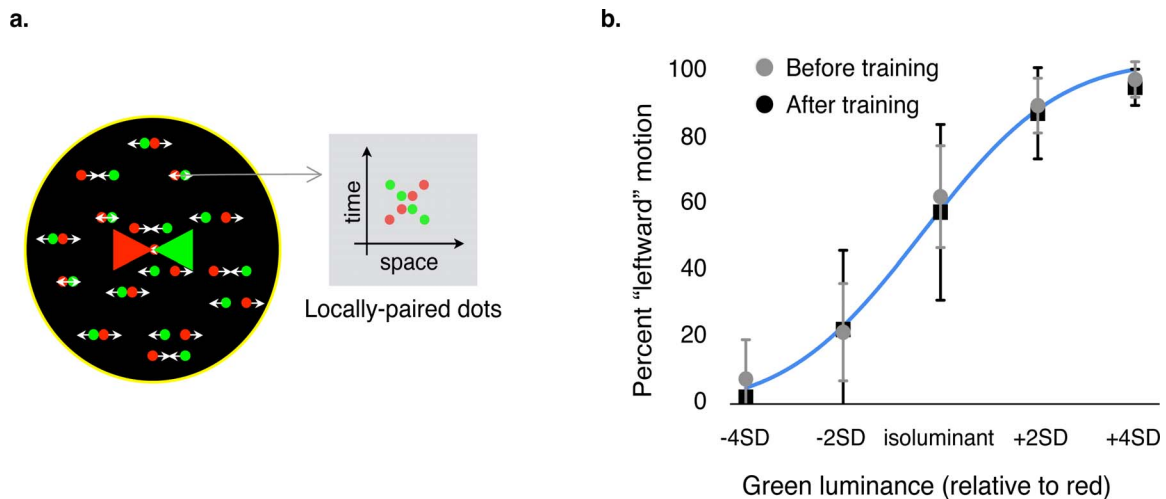 a.
time
space
Locally-paired dots
b.
Percent “leftward” motion
100
80
60
40
20
0
Before training
After training
-4SD -2SD isoluminant +2SD +4SD
Green luminance (relative to red)